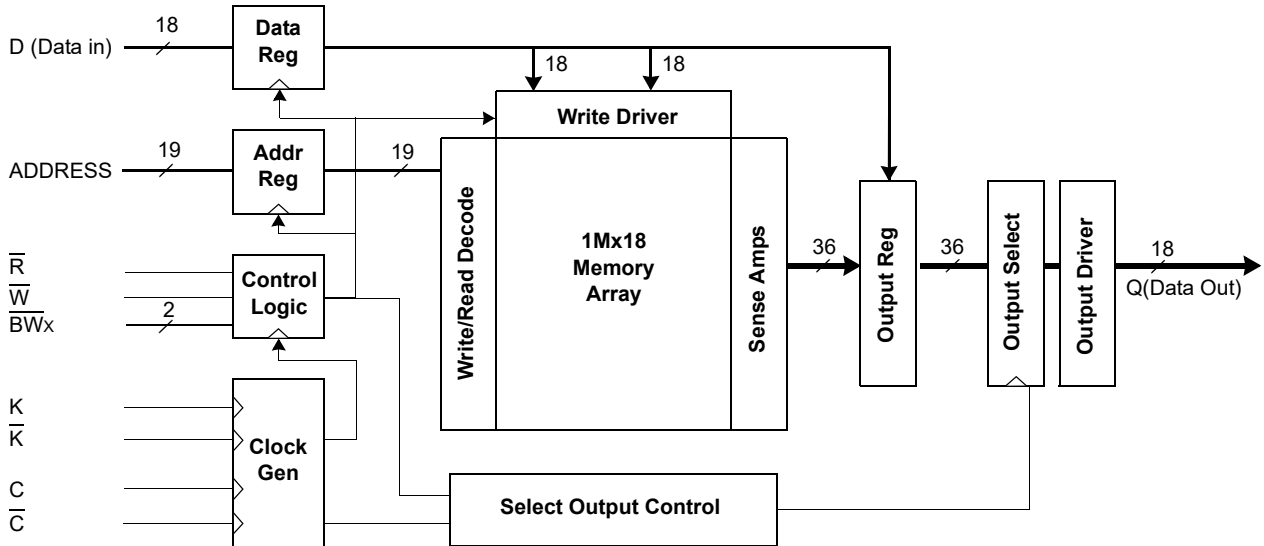 D (Data in)
18
Data
Reg
18
18
Write Driver
ADDRESS
19
Addr
Reg
19
Write/Read Decode
1Mx18
Memory
Array
Sense Amps
36
Output Reg
36
Output Select
Output Driver
18
Q(Data Out)
R̅
W̅
B̅W̅x
2
Control
Logic
K
K̅
C
C̅
Clock
Gen
Select Output Control